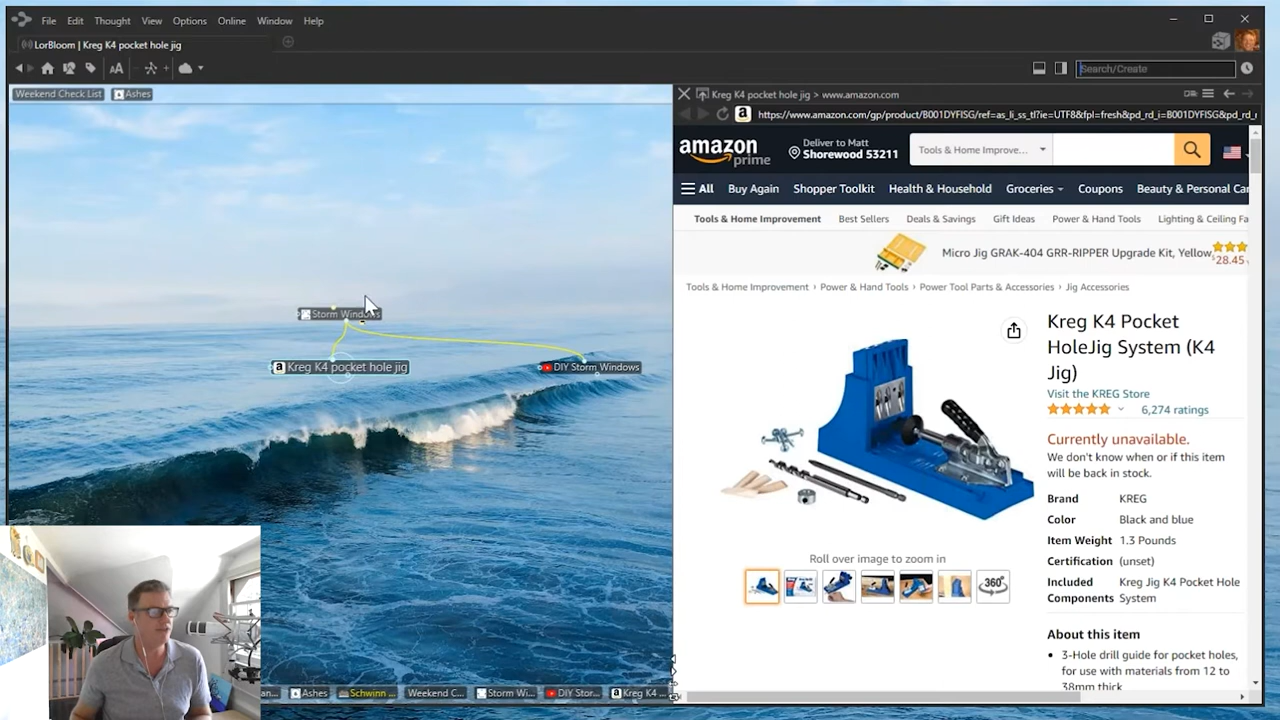 File Edit Thought View Options Online Window Help
LorBloom | Kreg K4 pocket hole jig
AA
Search/Create
Weekend Check List Ashes
Kreg K4 pocket hole jig > www.amazon.com
https://www.amazon.com/gp/product/B001DYFISG/ref=as_li_ss_tl?ie=UTF8&fpl=fresh&pd_rd_i=B001DYFISG&pd_rd_r
amazon prime
Deliver to Matt
Shorewood 53211
Tools & Home Improve...
All Buy Again Shopper Toolkit Health & Household Groceries Coupons Beauty & Personal Car
Tools & Home Improvement Best Sellers Deals & Savings Gift Ideas Power & Hand Tools Lighting & Ceiling Fa
Micro Jig GRAK-404 GRR-RIPPER Upgrade Kit, Yellow
$28.45
Tools & Home Improvement › Power & Hand Tools › Power Tool Parts & Accessories › Jig Accessories
Storm Windows
Kreg K4 pocket hole jig
DIY Storm Windows
Kreg K4 Pocket
HoleJig System (K4
Jig)
Visit the KREG Store
6,274 ratings
Currently unavailable.
We don't know when or if this item
will be back in stock.
Brand KREG
Color Black and blue
Item Weight 1.3 Pounds
Certification (unset)
Included Kreg Jig K4 Pocket Hole
Components System
Roll over image to zoom in
360°
About this item
• 3-Hole drill guide for pocket holes,
for use with materials from 12 to
38mm thick
an... Ashes Schwinn ... Weekend C... Storm Wi... DIY Stor... Kreg K4 ...